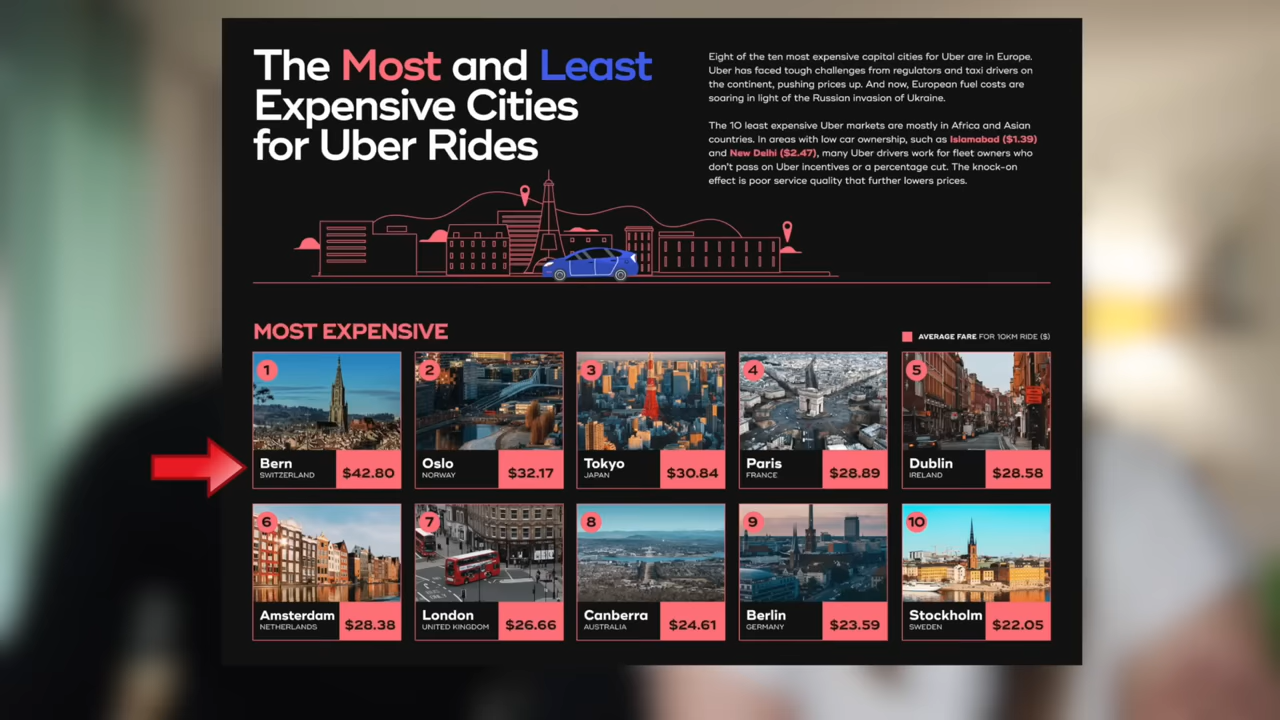 The Most and Least
Expensive Cities
for Uber Rides
Eight of the ten most expensive capital cities for Uber are in Europe.
Uber has faced tough challenges from regulators and taxi drivers on
the continent, pushing prices up. And now, European fuel costs are
soaring in light of the Russian invasion of Ukraine.
The 10 least expensive Uber markets are mostly in Africa and Asian
countries. In areas with low car ownership, such as Islamabad ($1.39)
and New Delhi ($2.47), many Uber drivers work for fleet owners who
don't pass on Uber incentives or a percentage cut. The knock-on
effect is poor service quality that further lowers prices.
MOST EXPENSIVE
AVERAGE FARE FOR 10KM RIDE ($)
1
Bern
SWITZERLAND
$42.80
2
Oslo
NORWAY
$32.17
3
Tokyo
JAPAN
$30.84
4
Paris
FRANCE
$28.89
5
Dublin
IRELAND
$28.58
6
Amsterdam
NETHERLANDS
$28.38
7
London
UNITED KINGDOM
$26.66
8
Canberra
AUSTRALIA
$24.61
9
Berlin
GERMANY
$23.59
10
Stockholm
SWEDEN
$22.05